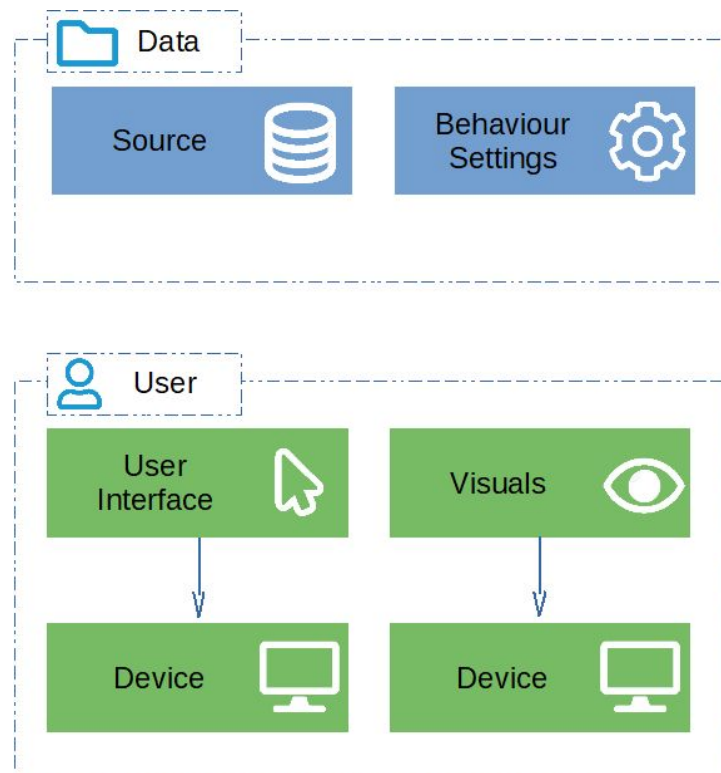 Data
Source
Behaviour
Settings
User
User
Interface
Visuals
Device
Device